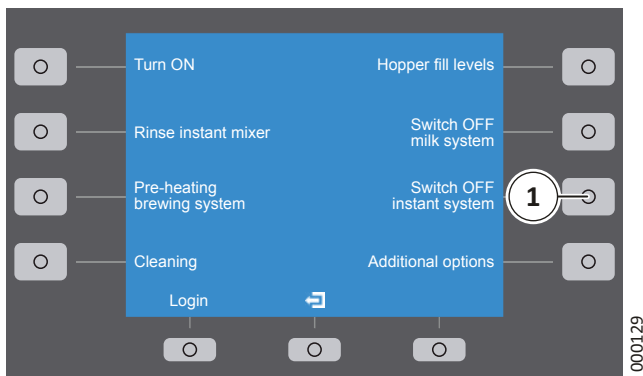 Turn ON
Hopper fill levels
Rinse instant mixer
Switch OFF
milk system
Pre-heating
brewing system
Switch OFF
instant system
1
Cleaning
Additional options
Login
000129